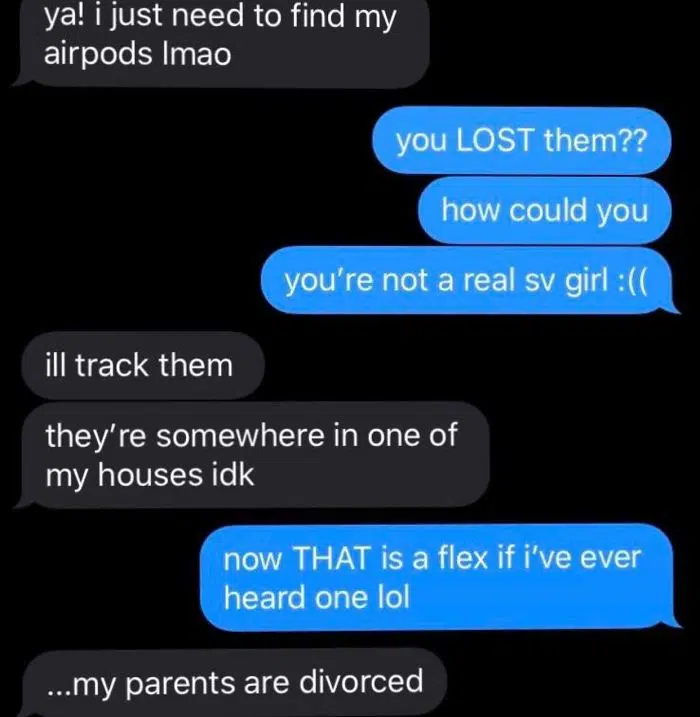 ya! i just need to find my
airpods lmao
you LOST them??
how could you
you're not a real sv girl :((
ill track them
they're somewhere in one of
my houses idk
now THAT is a flex if i've ever
heard one lol
...my parents are divorced